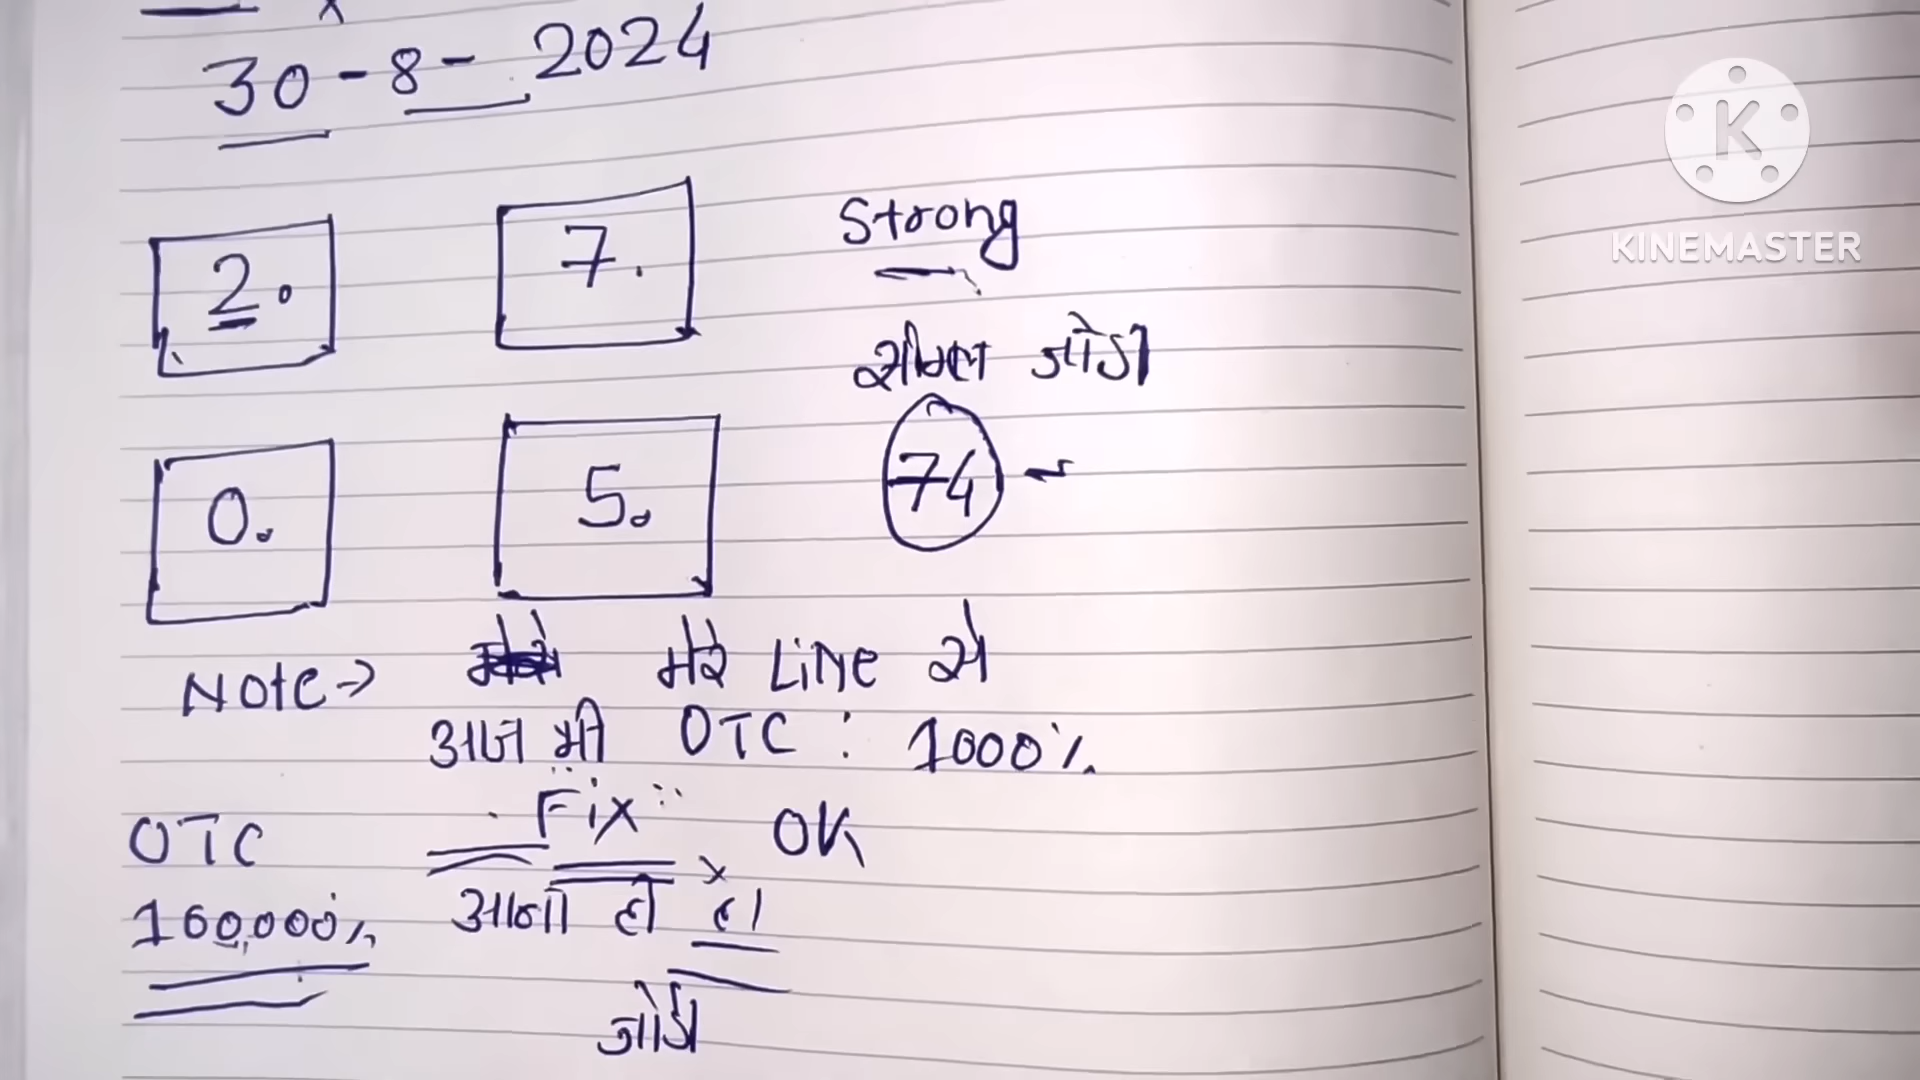 30-8-2024
2. 7. Strong
जोडी
0. 5. 74
Note→ मेरे Line से
आज भी OTC : 1000%
Fix OK
OTC
100,000% आना ही है
जोडी
K
KINEMASTER